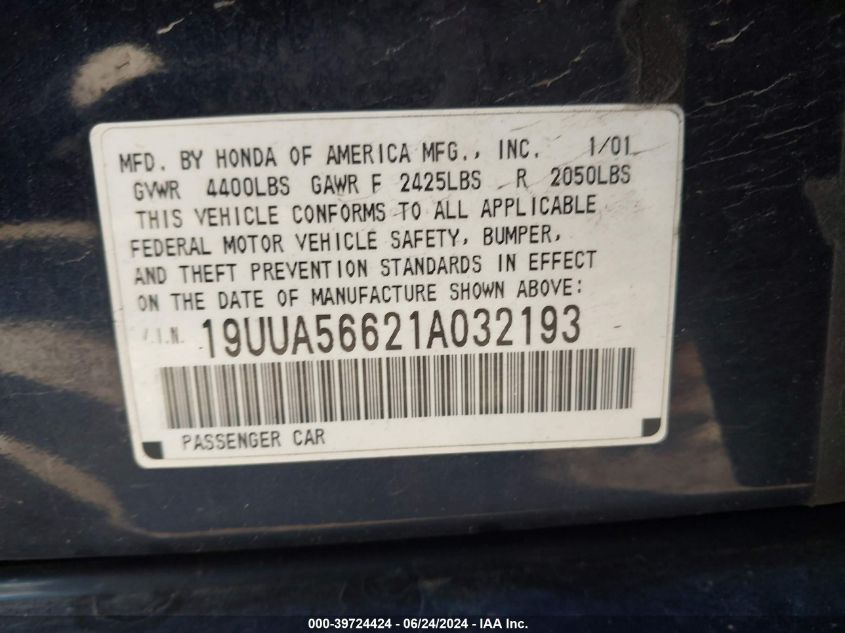 MFD. BY HONDA OF AMERICA MFG., INC. 1/01
GVWR 4400LBS GAWR F 2425LBS R 2050LBS
THIS VEHICLE CONFORMS TO ALL APPLICABLE
FEDERAL MOTOR VEHICLE SAFETY, BUMPER,
AND THEFT PREVENTION STANDARDS IN EFFECT
ON THE DATE OF MANUFACTURE SHOWN ABOVE:
V.I.N. 19UUA56621A032193
PASSENGER CAR
000-39724424 - 06/24/2024 - IAA Inc.